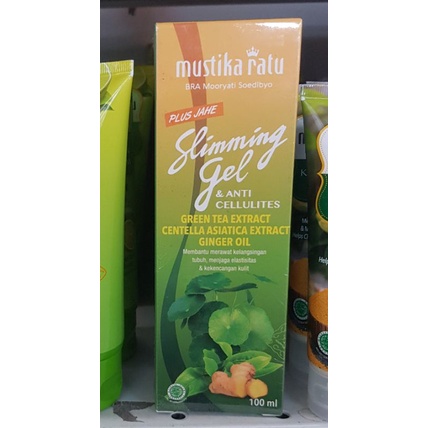 mustika ratu
BRA Mooryati Soedibyo
PLUS JAHE
Slimming
gel
& ANTI
CELLULITES
GREEN TEA EXTRACT
CENTELLA ASIATICA EXTRACT
GINGER OIL
Membantu merawat kelangsingan
tubuh, menjaga elastisitas
& kekencangan kulit
100 ml